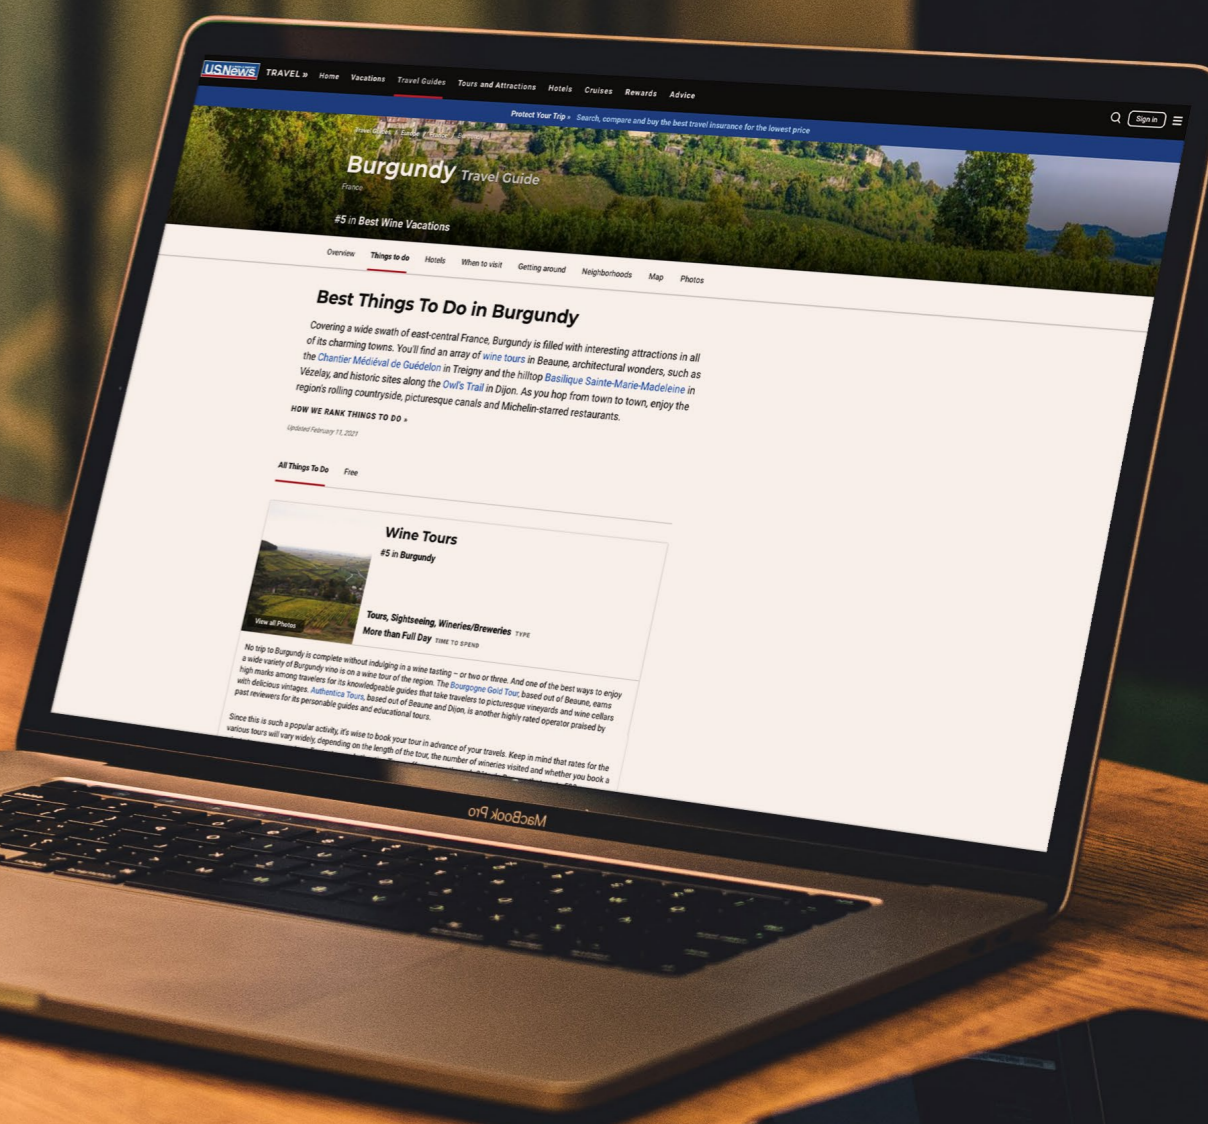 U.S.News TRAVEL » Home Vacations Travel Guides Tours and Attractions Hotels Cruises Rewards Advice
Sign in
Protect Your Trip » Search, compare and buy the best travel insurance for the lowest price
Travel Guides / Europe / France /
Burgundy Travel Guide
France
#5 in Best Wine Vacations
Overview Things to do Hotels When to visit Getting around Neighborhoods Map Photos
Best Things To Do in Burgundy
Covering a wide swath of east-central France, Burgundy is filled with interesting attractions in all
of its charming towns. You'll find an array of wine tours in Beaune, architectural wonders, such as
the Chantier Médiéval de Guédelon in Treigny and the hilltop Basilique Sainte-Marie-Madeleine in
Vézelay, and historic sites along the Owl's Trail in Dijon. As you hop from town to town, enjoy the
region's rolling countryside, picturesque canals and Michelin-starred restaurants.
HOW WE RANK THINGS TO DO »
Updated February 11, 2021
All Things To Do Free
Wine Tours
#5 in Burgundy
Tours, Sightseeing, Wineries/Breweries TYPE
More than Full Day TIME TO SPEND
View all Photos
No trip to Burgundy is complete without indulging in a wine tasting – or two or three. And one of the best ways to enjoy
a wide variety of Burgundy vino is on a wine tour of the region. The Bourgogne Gold Tour, based out of Beaune, earns
high marks among travelers for its knowledgeable guides that take travelers to picturesque vineyards and wine cellars
with delicious vintages. Authentica Tours, based out of Beaune and Dijon, is another highly rated operator praised by
past reviewers for its personable guides and educational tours.
Since this is such a popular activity, it's wise to book your tour in advance of your travels. Keep in mind that rates for the
various tours will vary widely, depending on the length of the tour, the number of wineries visited and whether you book a
MacBook Pro